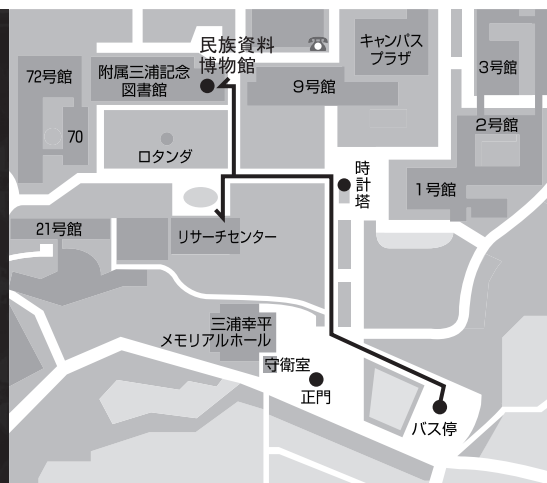 民族資料
博物館
キャンパス
プラザ
72号館
附属三浦記念
図書館
9号館
3号館
2号館
70
ロタンダ
時計塔
1号館
21号館
リサーチセンター
三浦幸平
メモリアルホール
守衛室
正門
バス停